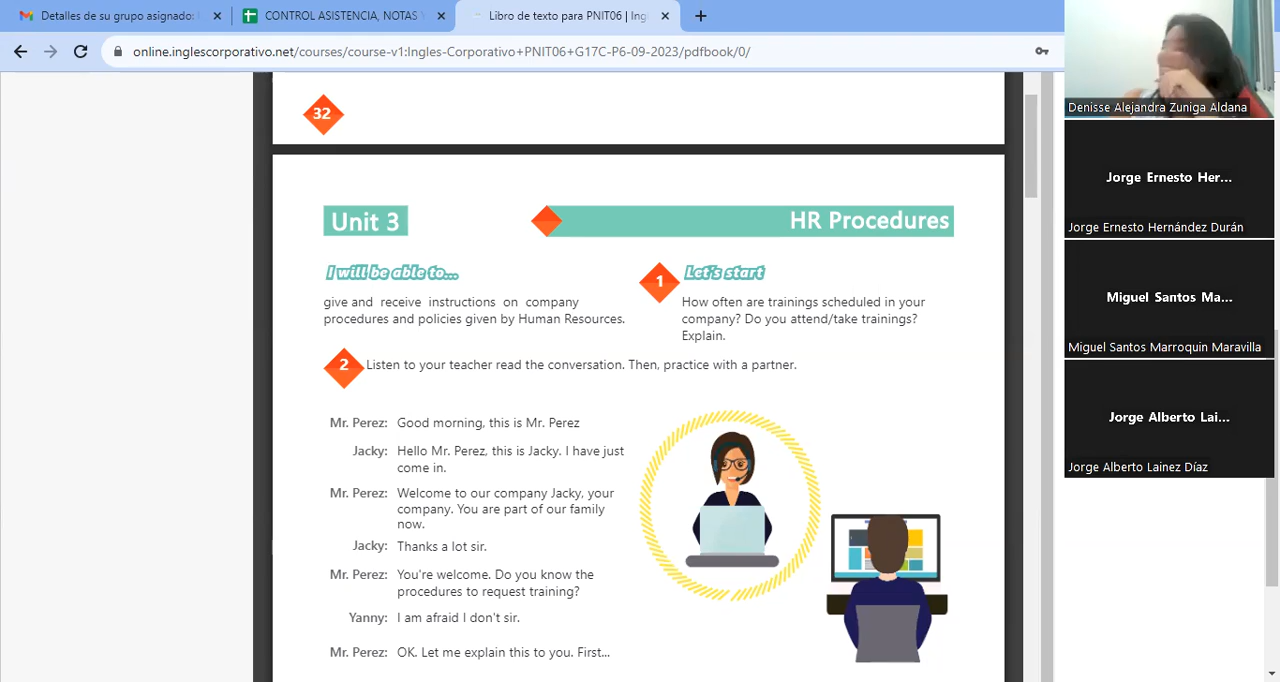 Detalles de su grupo asignado:
CONTROL ASISTENCIA, NOTAS Y
Libro de texto para PNIT06 | Ing
online.inglescorporativo.net/courses/course-v1:Ingles-Corporativo+PNIT06+G17C-P6-09-2023/pdfbook/0/
32
Unit 3
HR Procedures
I will be able to...
give and receive instructions on company
procedures and policies given by Human Resources.
1
Let's start
How often are trainings scheduled in your
company? Do you attend/take trainings?
Explain.
2
Listen to your teacher read the conversation. Then, practice with a partner.
Mr. Perez: Good morning, this is Mr. Perez
Jacky: Hello Mr. Perez, this is Jacky. I have just
come in.
Mr. Perez: Welcome to our company Jacky, your
company. You are part of our family
now.
Jacky: Thanks a lot sir.
Mr. Perez: You're welcome. Do you know the
procedures to request training?
Yanny: I am afraid I don't sir.
Mr. Perez: OK. Let me explain this to you. First...
Denisse Alejandra Zuniga Aldana
Jorge Ernesto Her...
Jorge Ernesto Hernández Durán
Miguel Santos Ma...
Miguel Santos Marroquin Maravilla
Jorge Alberto Lai...
Jorge Alberto Lainez Díaz